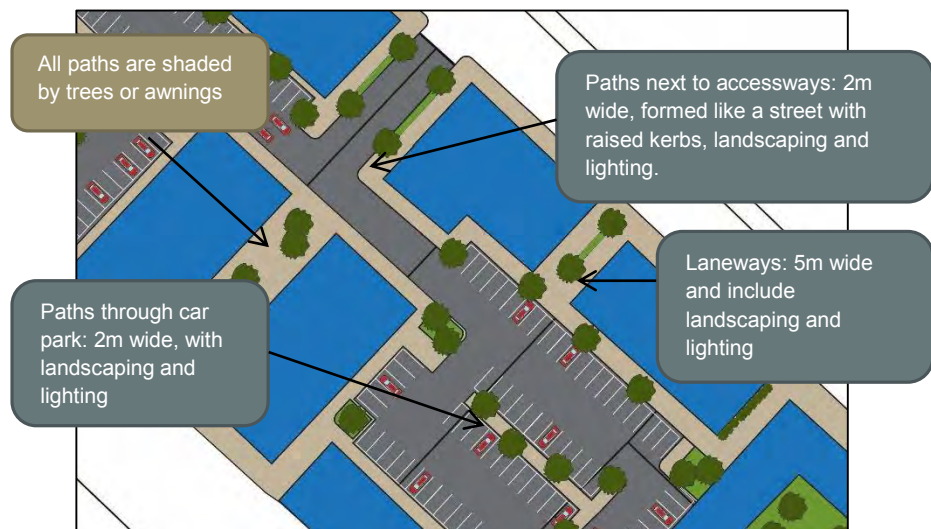 All paths are shaded
by trees or awnings
Paths next to accessways: 2m
wide, formed like a street with
raised kerbs, landscaping and
lighting.
Laneways: 5m wide
and include
landscaping and
lighting
Paths through car
park: 2m wide, with
landscaping and
lighting